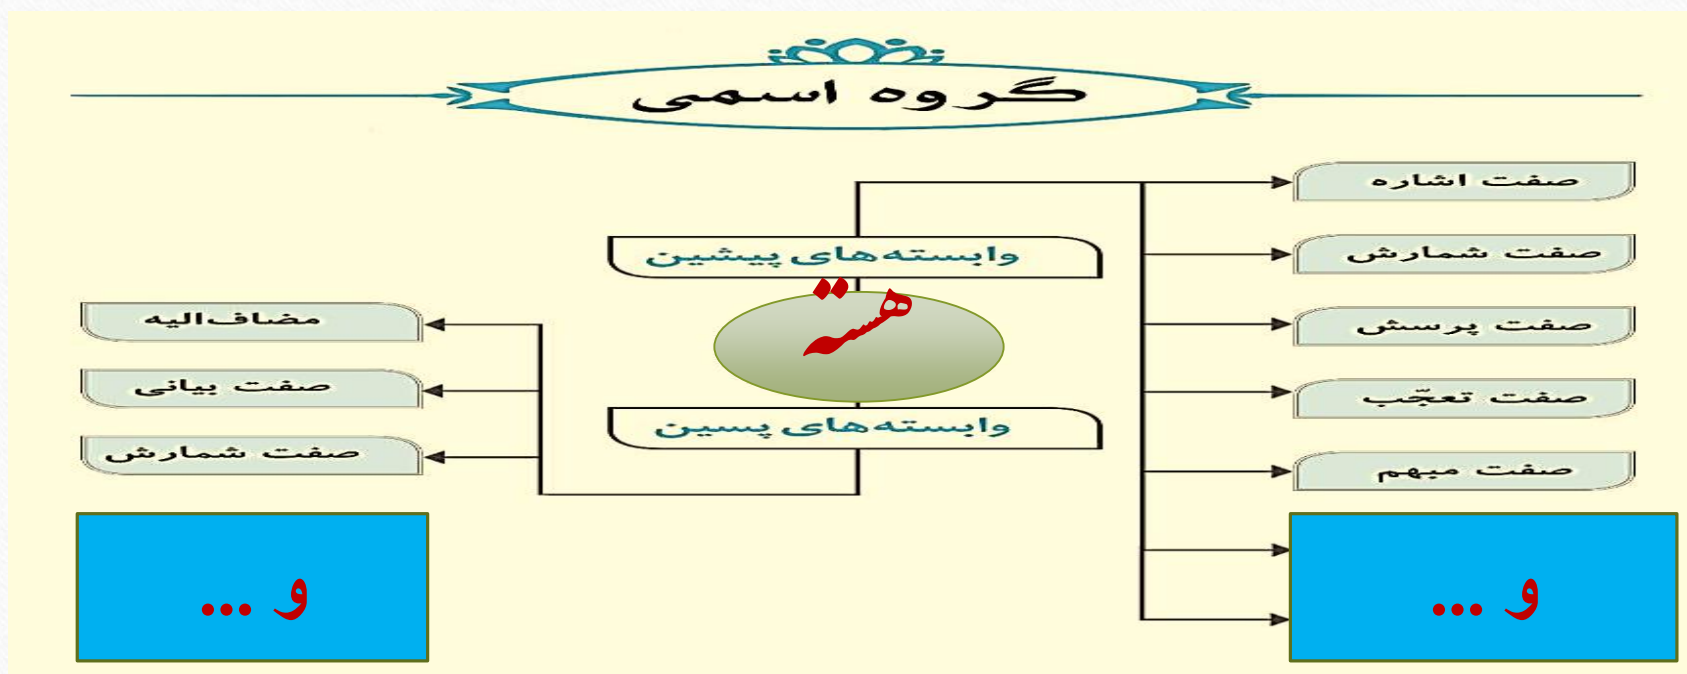 گروه اسمی
صفت اشاره
صفت شمارش
صفت پرسش
صفت تعجّب
صفت مبهم
و ...
وابسته‌های پیشین
هسته
وابسته‌های پسین
مضاف‌الیه
صفت بیانی
صفت شمارش
و ...